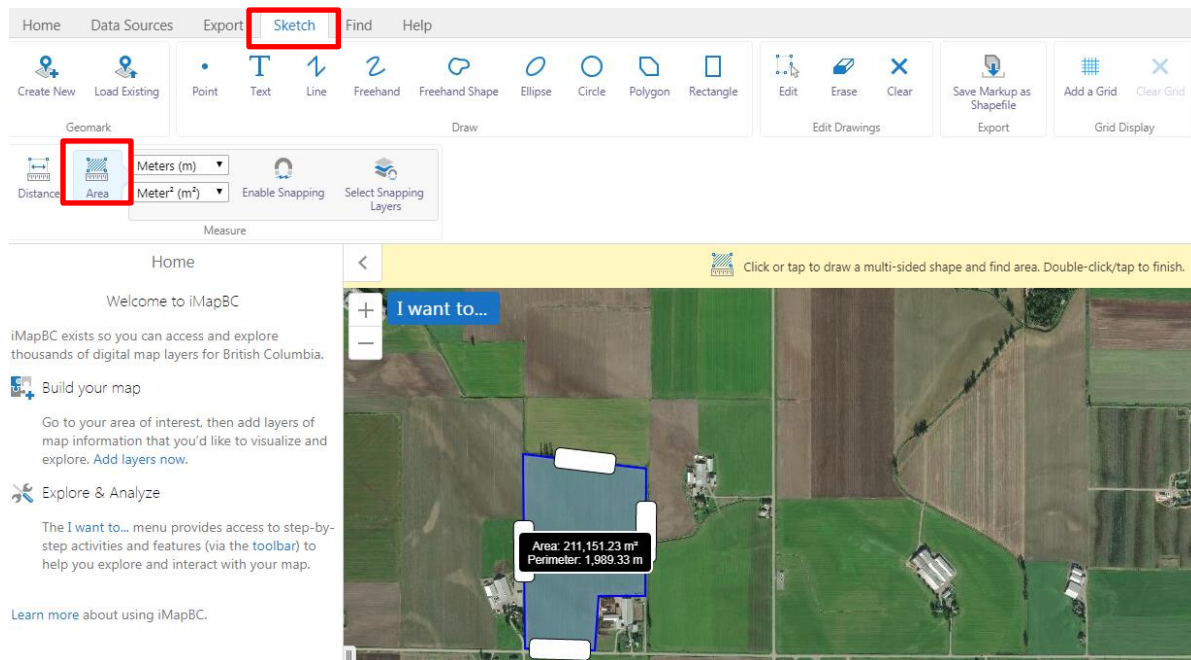 Home Data Sources Export Sketch Find Help
Create New Load Existing Point Text Line Freehand Freehand Shape Ellipse Circle Polygon Rectangle Edit Erase Clear Save Markup as Shapefile Add a Grid Clear Grid
Geomark Draw Edit Drawings Export Grid Display
Distance Area Meters (m) Meter² (m²) Enable Snapping Select Snapping Layers
Measure
Home
Welcome to iMapBC
iMapBC exists so you can access and explore
thousands of digital map layers for British Columbia.
Build your map
Go to your area of interest, then add layers of
map information that you'd like to visualize and
explore. Add layers now.
Explore & Analyze
The I want to... menu provides access to step-by-
step activities and features (via the toolbar) to
help you explore and interact with your map.
Learn more about using iMapBC.
Click or tap to draw a multi-sided shape and find area. Double-click/tap to finish.
I want to...
Area: 211,151.23 m²
Perimeter: 1,989.33 m